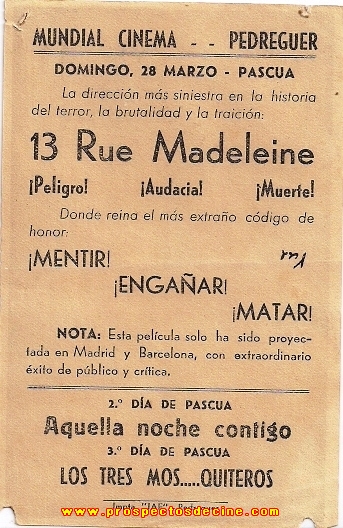 MUNDIAL CINEMA - - PEDREGUER
DOMINGO, 28 MARZO - PASCUA
La dirección más siniestra en la historia
del terror, la brutalidad y la traición:
13 Rue Madeleine
¡Peligro! ¡Audacia! ¡Muerte!
Donde reina el más extraño código de
honor:
¡MENTIR!
¡ENGAÑAR!
¡MATAR!
NOTA: Esta película solo ha sido proyec-
tada en Madrid y Barcelona, con extraordinario
éxito de público y crítica.
2.º DÍA DE PASCUA
Aquella noche contigo
3.º DÍA DE PASCUA
LOS TRES MOS.....QUITEROS
www.prospectosdecine.com